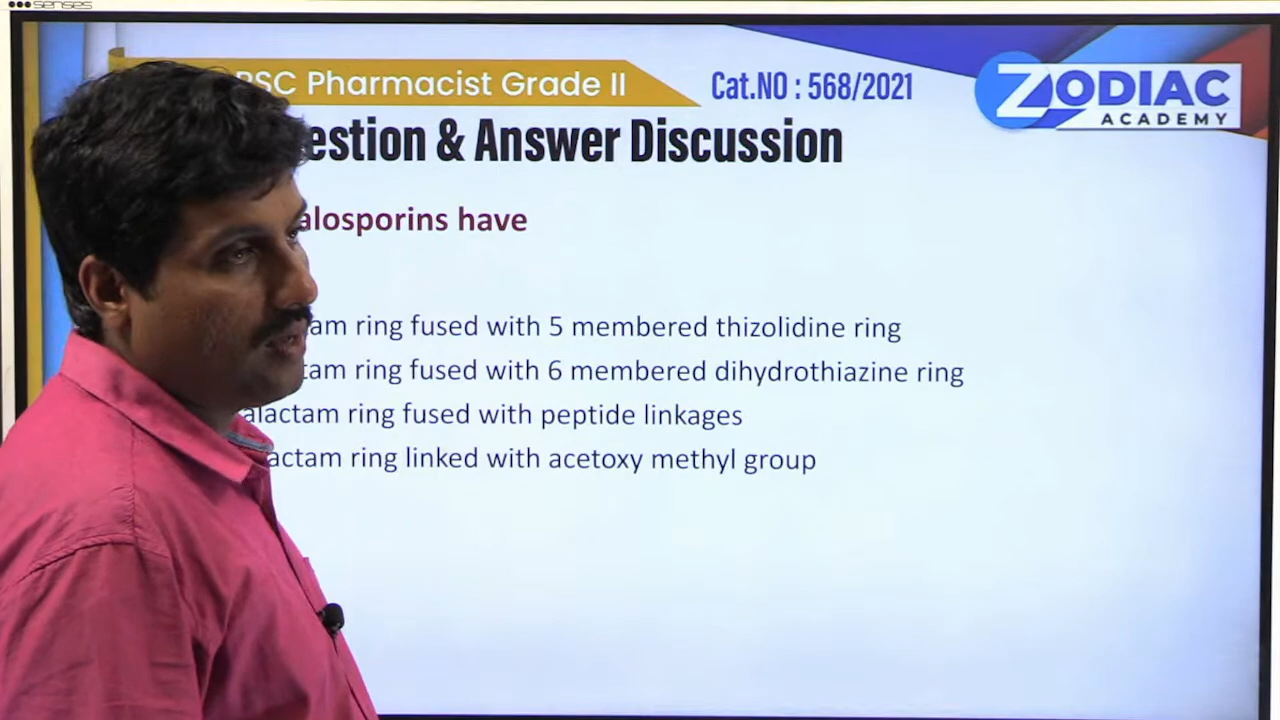 senses
PSC Pharmacist Grade II
Cat.NO : 568/2021
ZODIAC
ACADEMY
estion & Answer Discussion
alosporins have
am ring fused with 5 membered thizolidine ring
tam ring fused with 6 membered dihydrothiazine ring
alactam ring fused with peptide linkages
actam ring linked with acetoxy methyl group